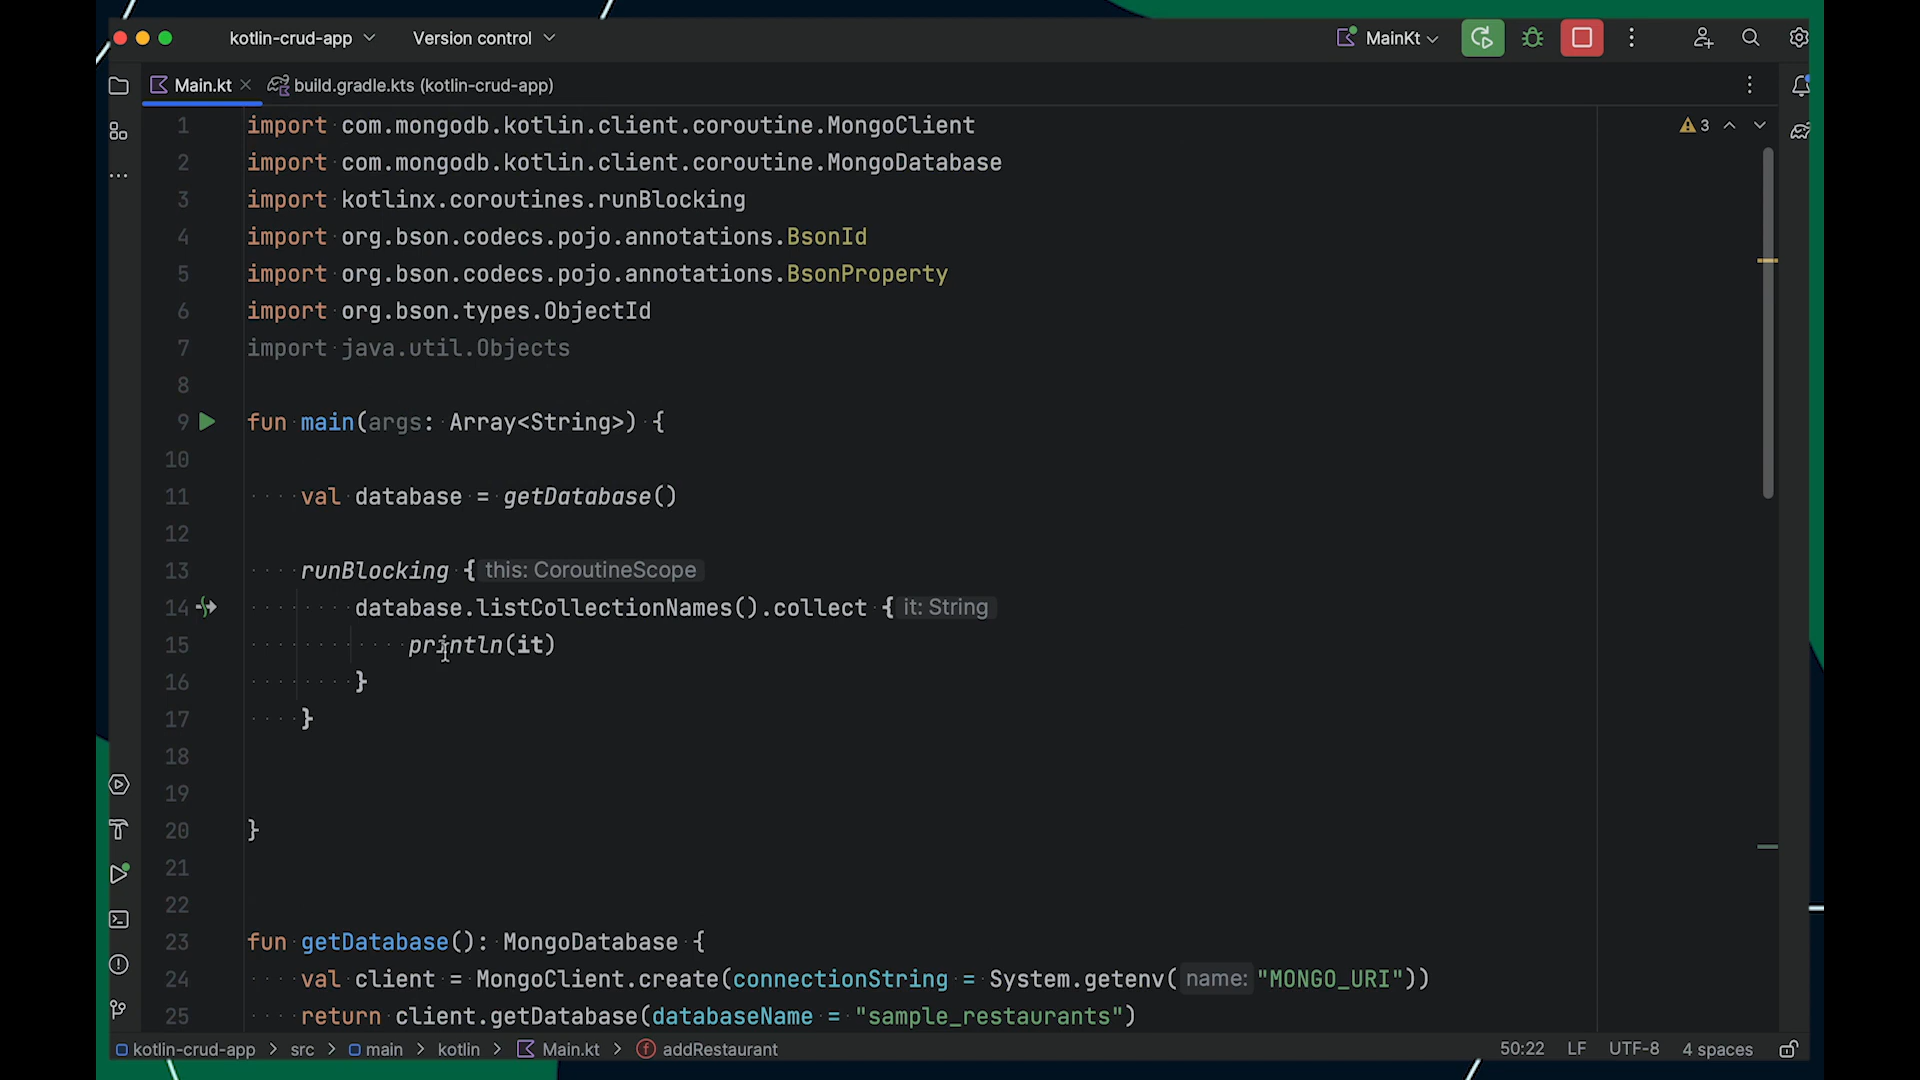 kotlin-crud-app Version control MainKt
Main.kt build.gradle.kts (kotlin-crud-app)
1 import com.mongodb.kotlin.client.coroutine.MongoClient 3
2 import com.mongodb.kotlin.client.coroutine.MongoDatabase
3 import kotlinx.coroutines.runBlocking
4 import org.bson.codecs.pojo.annotations.BsonId
5 import org.bson.codecs.pojo.annotations.BsonProperty
6 import org.bson.types.ObjectId
7 import java.util.Objects
8
9 fun main(args: Array<String>) {
10
11 val database = getDatabase()
12
13 runBlocking { this: CoroutineScope
14 database.listCollectionNames().collect { it: String
15 println(it)
16 }
17 }
18
19
20 }
21
22
23 fun getDatabase(): MongoDatabase {
24 val client = MongoClient.create(connectionString = System.getenv( name: "MONGO_URI"))
25 return client.getDatabase(databaseName = "sample_restaurants")
kotlin-crud-app > src > main > kotlin > Main.kt > addRestaurant 50:22 LF UTF-8 4 spaces